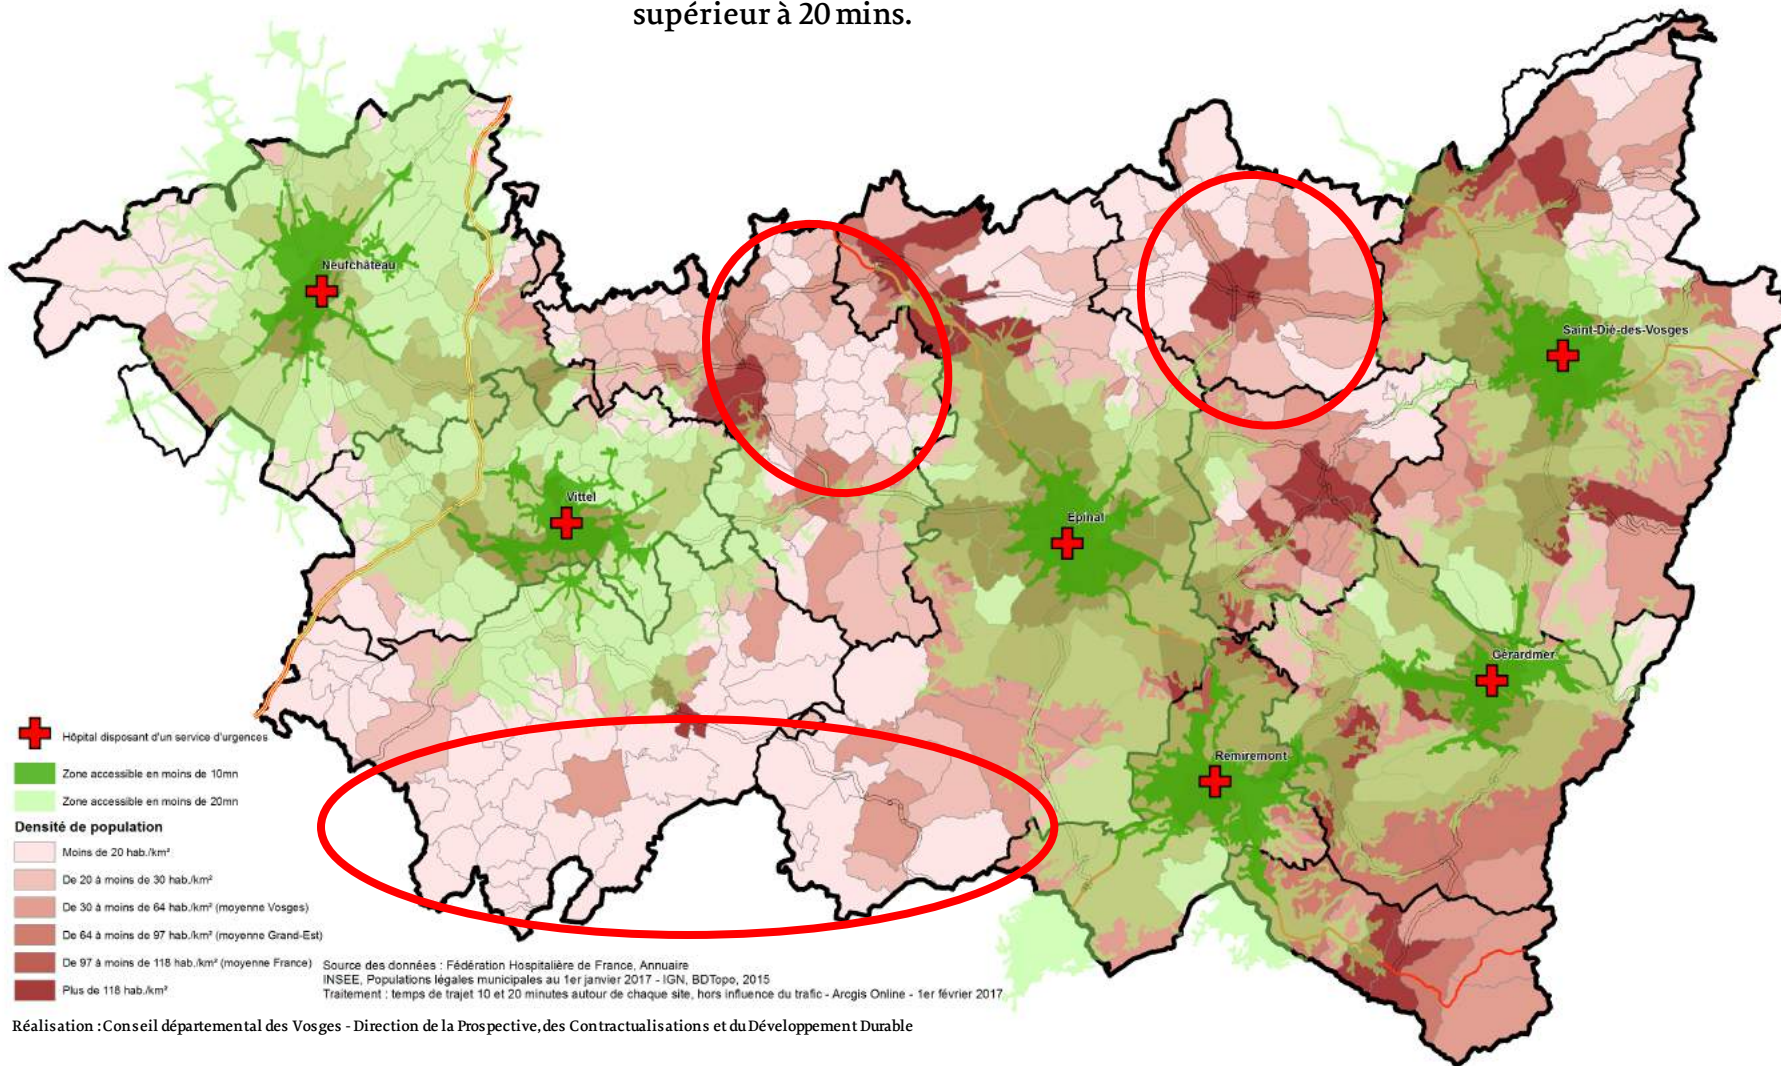 supérieur à 20 mins.
Neufchâteau
Saint-Dié-des-Vosges
Vittel
Epinal
Gérardmer
Remiremont
Hôpital disposant d'un service d'urgences
Zone accessible en moins de 10mn
Zone accessible en moins de 20mn
Densité de population
Moins de 20 hab./km²
De 20 à moins de 30 hab./km²
De 30 à moins de 64 hab./km² (moyenne Vosges)
De 64 à moins de 97 hab./km² (moyenne Grand-Est)
De 97 à moins de 118 hab./km² (moyenne France)
Plus de 118 hab./km²
Source des données : Fédération Hospitalière de France, Annuaire
INSEE, Populations légales municipales au 1er janvier 2017 - IGN, BDTopo, 2015
Traitement : temps de trajet 10 et 20 minutes autour de chaque site, hors influence du trafic - Arcgis Online - 1er février 2017
Réalisation : Conseil départemental des Vosges - Direction de la Prospective, des Contractualisations et du Développement Durable